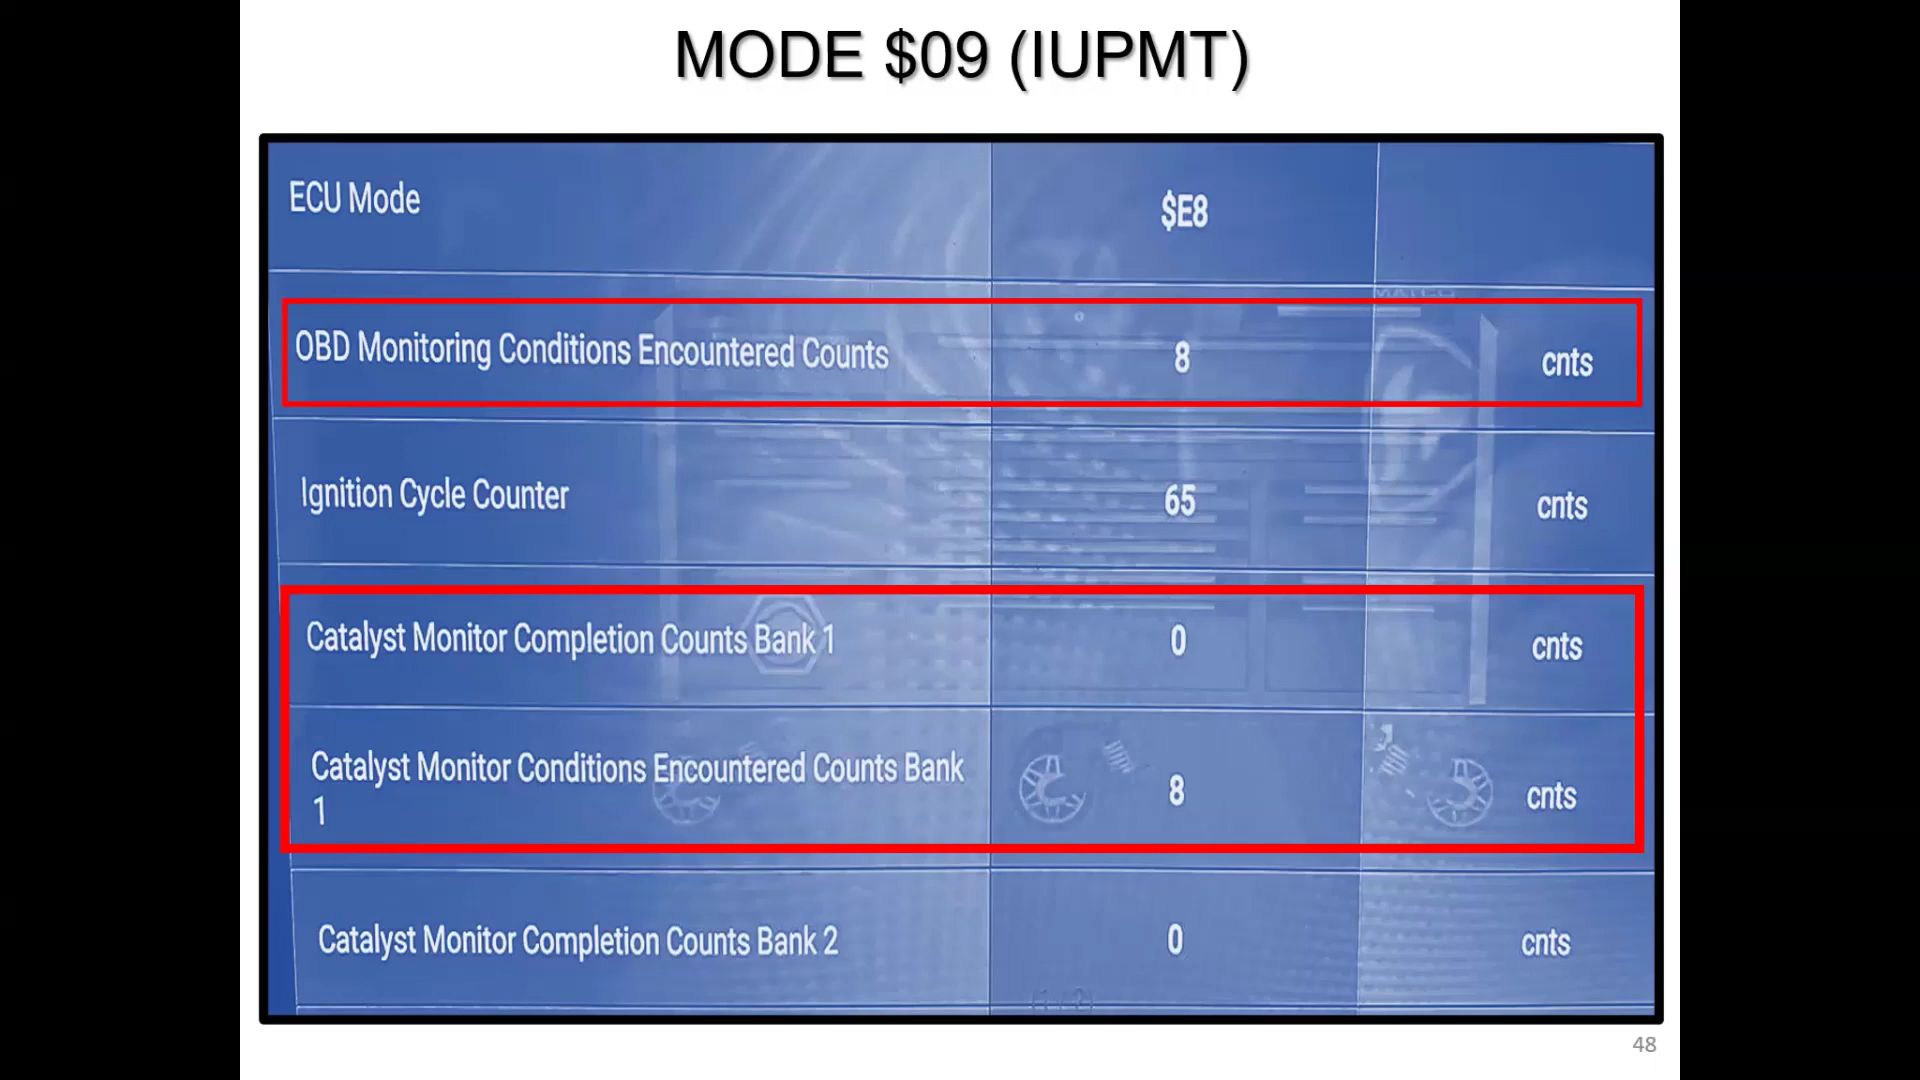 MODE $09 (IUPMT)
ECU Mode $E8
OBD Monitoring Conditions Encountered Counts 8 cnts
Ignition Cycle Counter 65 cnts
Catalyst Monitor Completion Counts Bank 1 0 cnts
Catalyst Monitor Conditions Encountered Counts Bank 8 cnts
1
Catalyst Monitor Completion Counts Bank 2 0 cnts
48